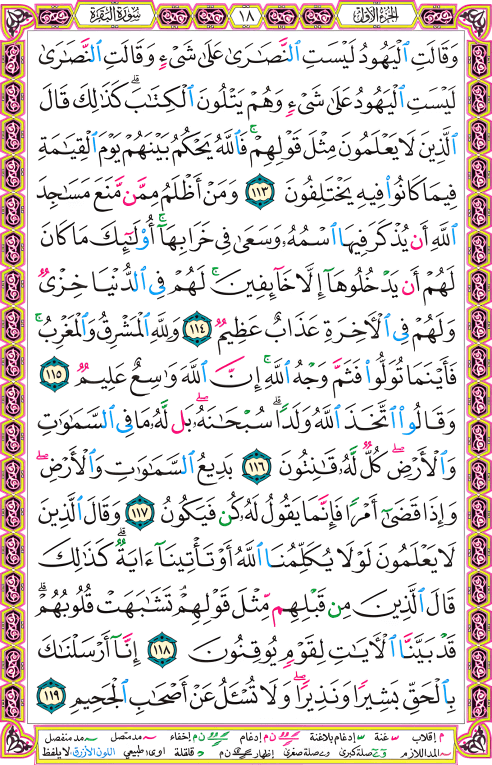 الجزء الأول ١٨ سورة البقرة
وَقَالَتِ ٱلْيَهُودُ لَيْسَتِ ٱلنَّصَٰرَىٰ عَلَىٰ شَىْءٍ وَقَالَتِ ٱلنَّصَٰرَىٰ
لَيْسَتِ ٱلْيَهُودُ عَلَىٰ شَىْءٍ وَهُمْ يَتْلُونَ ٱلْكِتَٰبَ ۗ كَذَٰلِكَ قَالَ
ٱلَّذِينَ لَا يَعْلَمُونَ مِثْلَ قَوْلِهِمْ ۚ فَٱللَّهُ يَحْكُمُ بَيْنَهُمْ يَوْمَ ٱلْقِيَٰمَةِ
فِيمَا كَانُوا۟ فِيهِ يَخْتَلِفُونَ ١١٣ وَمَنْ أَظْلَمُ مِمَّن مَّنَعَ مَسَٰجِدَ
ٱللَّهِ أَن يُذْكَرَ فِيهَا ٱسْمُهُۥ وَسَعَىٰ فِى خَرَابِهَآ ۚ أُو۟لَٰٓئِكَ مَا كَانَ
لَهُمْ أَن يَدْخُلُوهَآ إِلَّا خَآئِفِينَ ۚ لَهُمْ فِى ٱلدُّنْيَا خِزْىٌ
وَلَهُمْ فِى ٱلْءَاخِرَةِ عَذَابٌ عَظِيمٌ ١١٤ وَلِلَّهِ ٱلْمَشْرِقُ وَٱلْمَغْرِبُ ۚ
فَأَيْنَمَا تُوَلُّوا۟ فَثَمَّ وَجْهُ ٱللَّهِ ۚ إِنَّ ٱللَّهَ وَٰسِعٌ عَلِيمٌ ١١٥
وَقَالُوا۟ ٱتَّخَذَ ٱللَّهُ وَلَدًا ۗ سُبْحَٰنَهُۥ ۖ بَل لَّهُۥ مَا فِى ٱلسَّمَٰوَٰتِ
وَٱلْأَرْضِ ۖ كُلٌّ لَّهُۥ قَٰنِتُونَ ١١٦ بَدِيعُ ٱلسَّمَٰوَٰتِ وَٱلْأَرْضِ ۖ
وَإِذَا قَضَىٰٓ أَمْرًا فَإِنَّمَا يَقُولُ لَهُۥ كُن فَيَكُونُ ١١٧ وَقَالَ ٱلَّذِينَ
لَا يَعْلَمُونَ لَوْلَا يُكَلِّمُنَا ٱللَّهُ أَوْ تَأْتِينَآ ءَايَةٌ ۗ كَذَٰلِكَ
قَالَ ٱلَّذِينَ مِن قَبْلِهِم مِّثْلَ قَوْلِهِمْ ۘ تَشَٰبَهَتْ قُلُوبُهُمْ ۗ
قَدْ بَيَّنَّا ٱلْءَايَٰتِ لِقَوْمٍ يُوقِنُونَ ١١٨ إِنَّآ أَرْسَلْنَٰكَ
بِٱلْحَقِّ بَشِيرًا وَنَذِيرًا ۖ وَلَا تُسْـَٔلُ عَنْ أَصْحَٰبِ ٱلْجَحِيمِ ١١٩
م إقلاب غنة إدغام بلاغنة ن م إدغام ن م إخفاء مد متصل مد منفصل
المد اللازم صلة كبرى صلة صغرى إظهار ن م قلقلة اوى: طبيعي اللون الأزرق: لا يلفظ